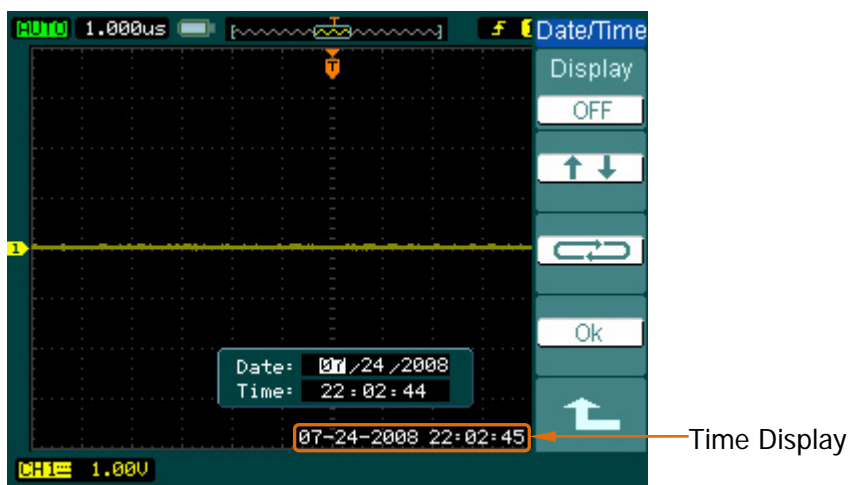 AUTO 1.000us
Date/Time
T
Display
OFF
1
Ok
Date: 07/24/2008
Time: 22:02:44
07-24-2008 22:02:45
Time Display
CH1 1.00V